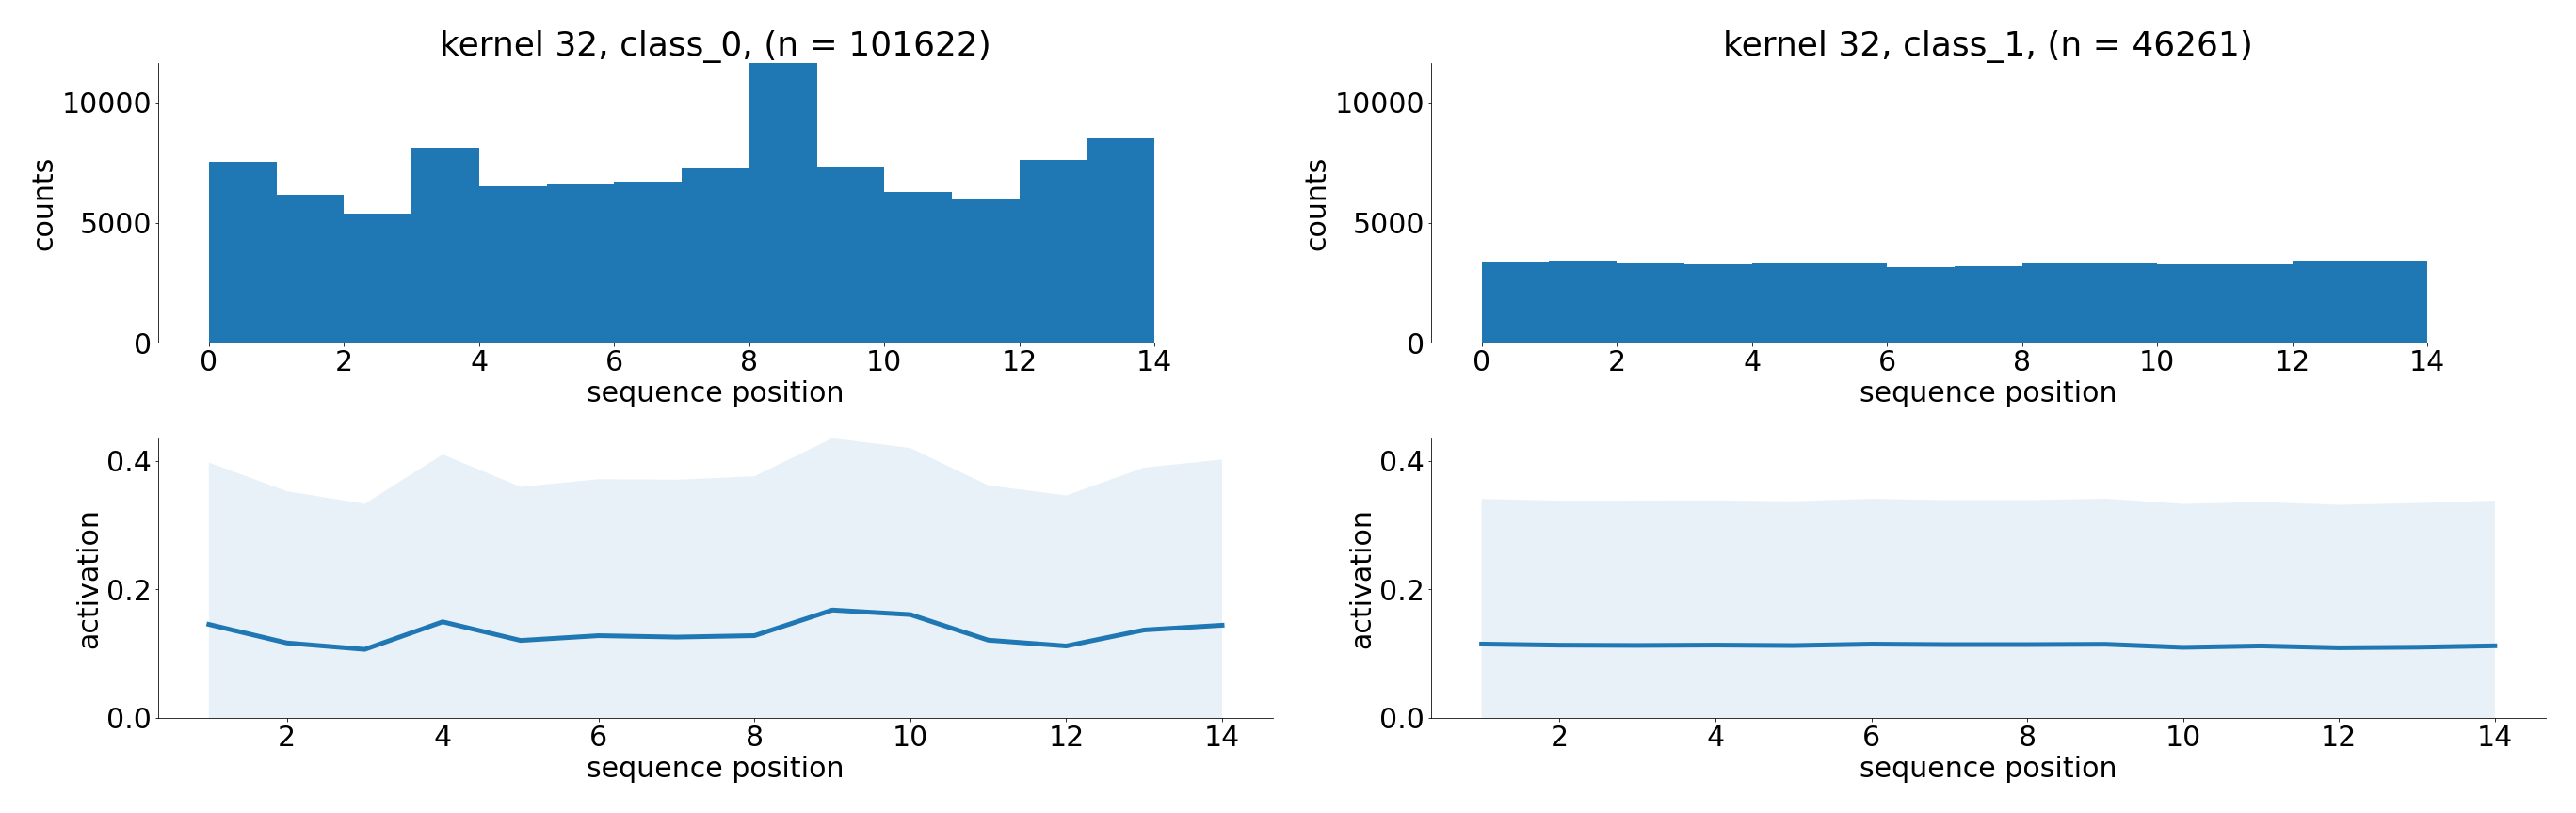 kernel 32, class_0, (n = 101622)
counts
10000
5000
0
0 2 4 6 8 10 12 14
sequence position
kernel 32, class_1, (n = 46261)
counts
10000
5000
0
0 2 4 6 8 10 12 14
sequence position
activation
0.4
0.2
0.0
2 4 6 8 10 12 14
sequence position
activation
0.4
0.2
0.0
2 4 6 8 10 12 14
sequence position